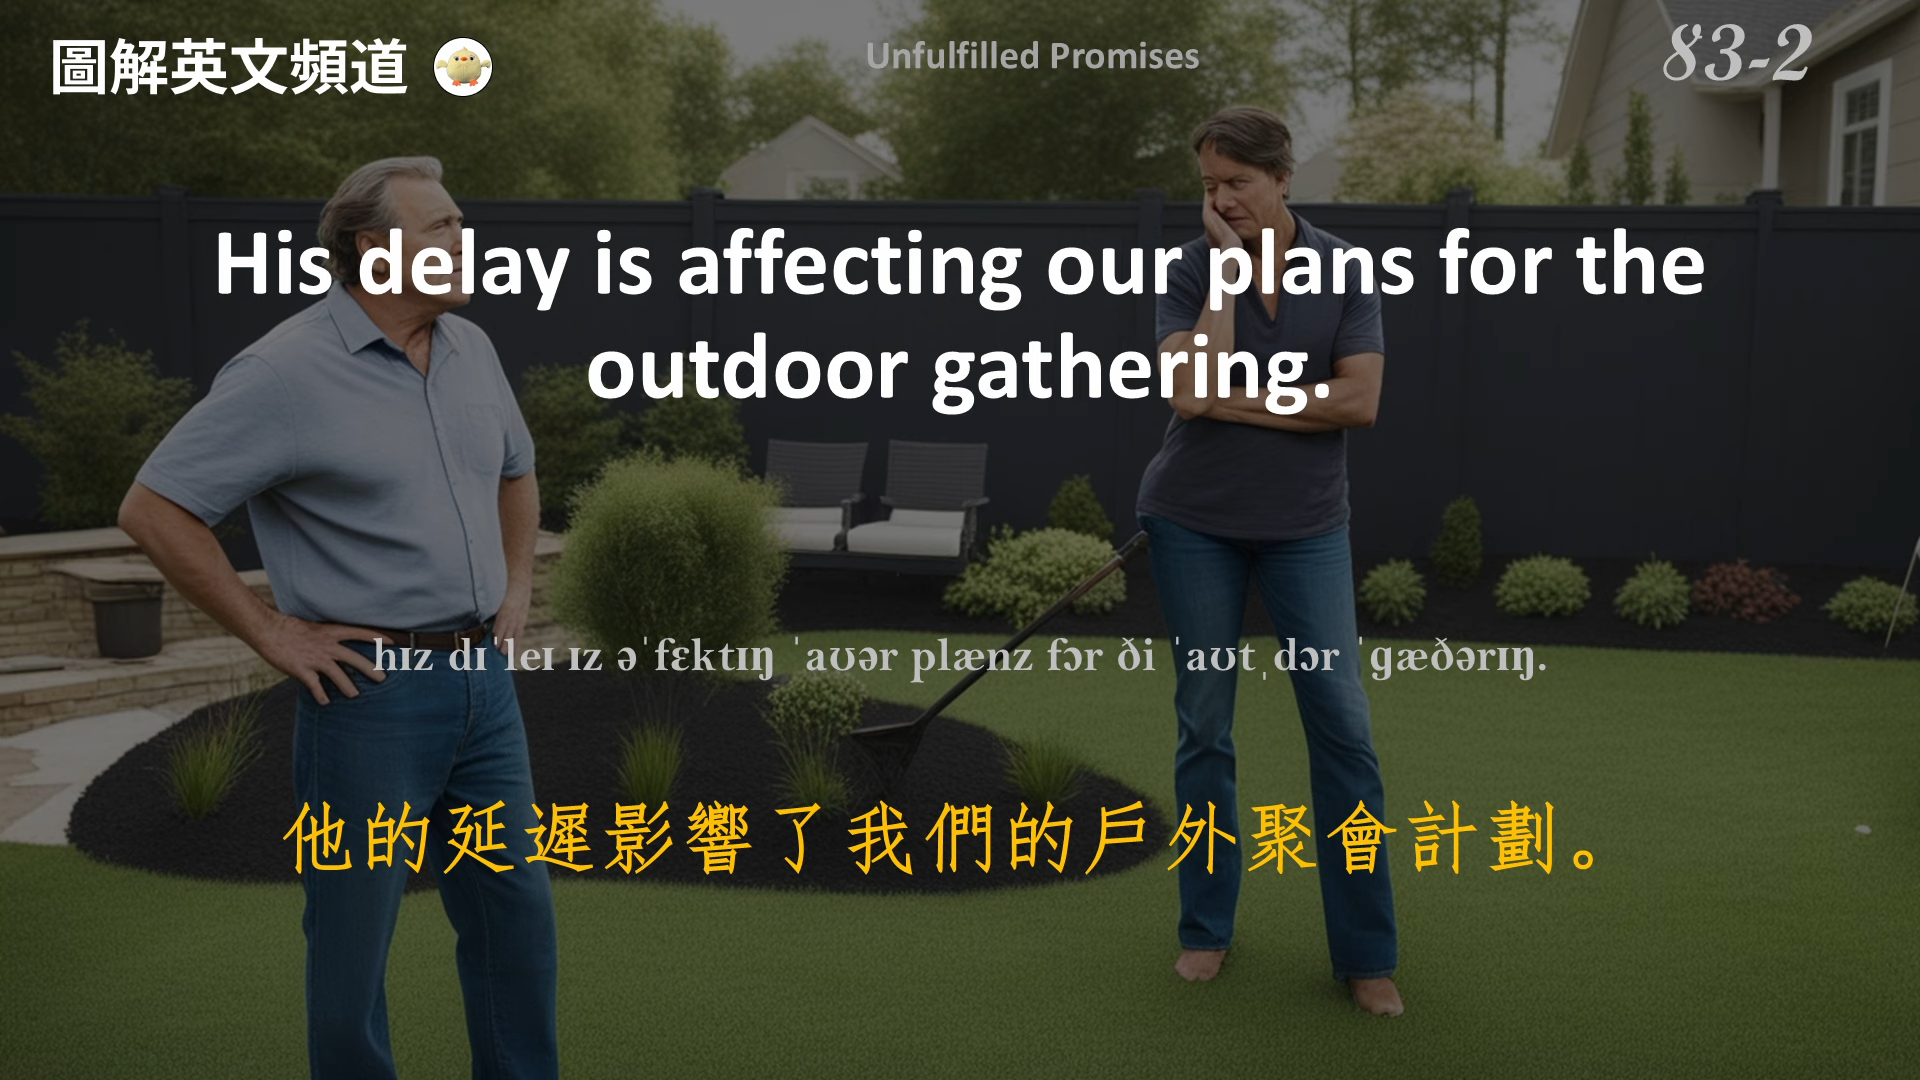 圖解英文頻道
Unfulfilled Promises
83-2
His delay is affecting our plans for the
outdoor gathering.
hɪz dɪˈleɪ ɪz əˈfɛktɪŋ ˈaʊər plænz fɔr ði ˈaʊtˌdɔr ˈgæðərɪŋ.
他的延遲影響了我們的戶外聚會計劃。